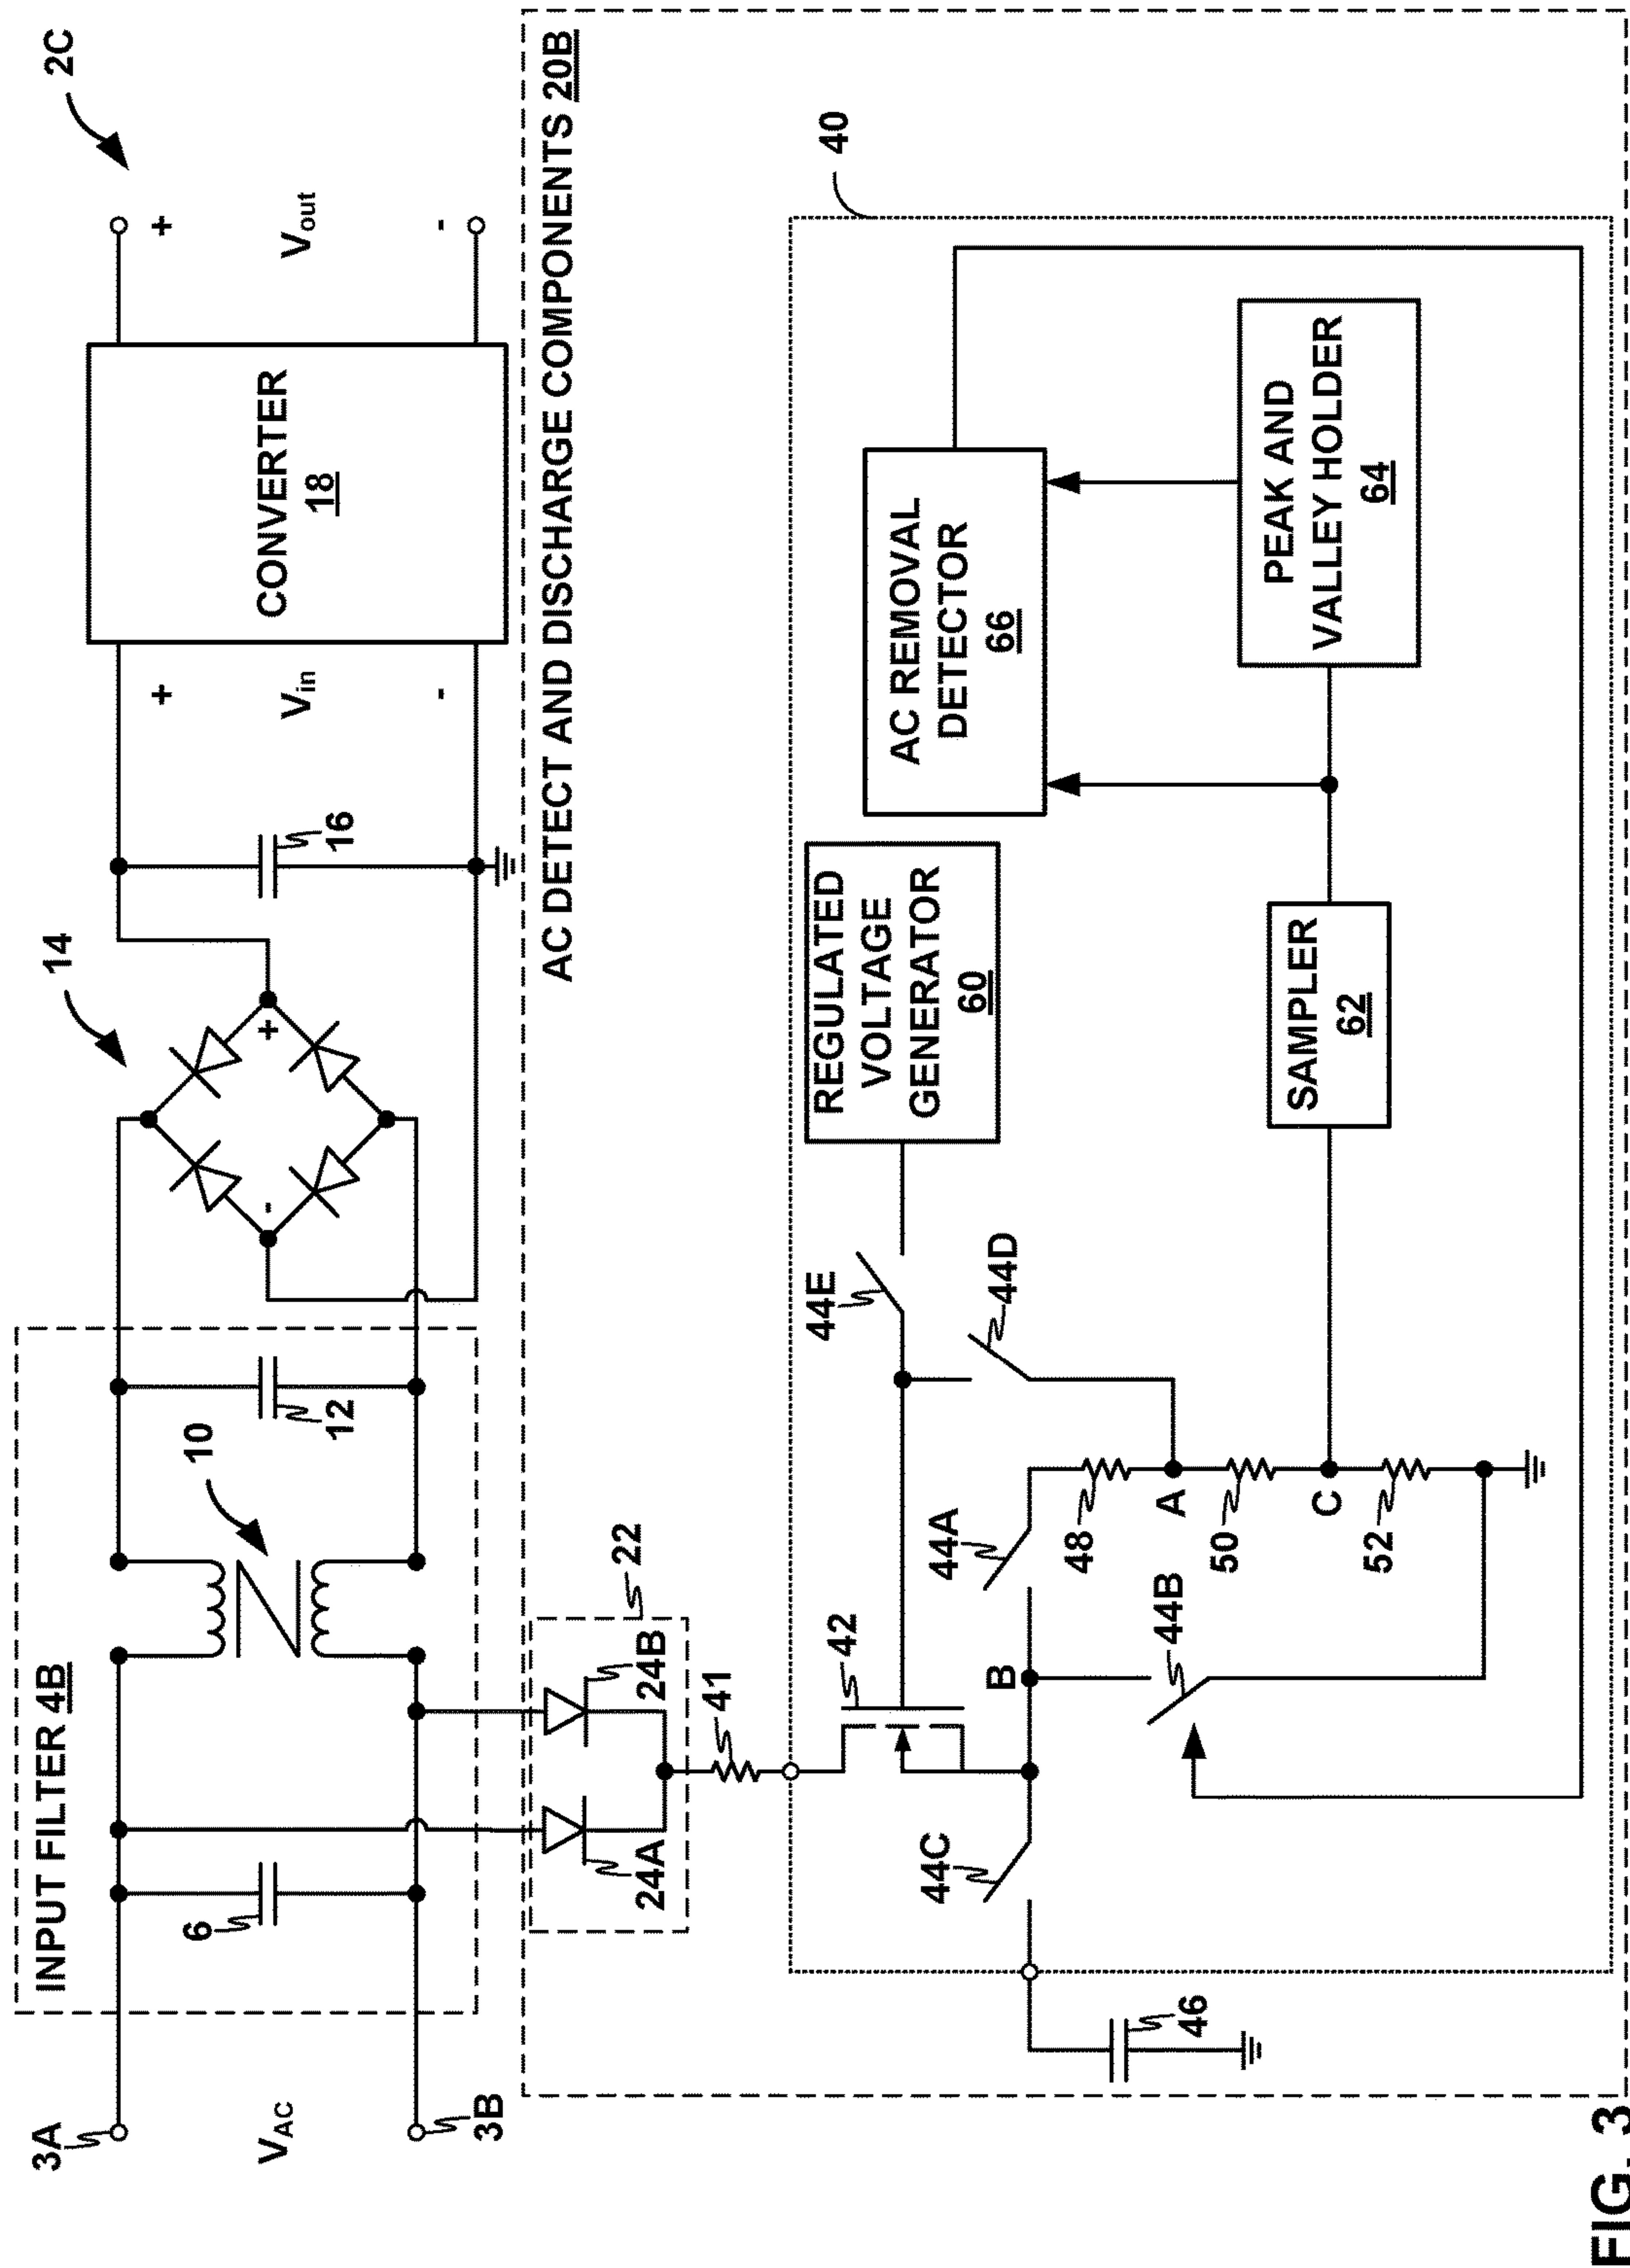 2C
14
10
INPUT FILTER 4B
3A
VAC
3B
6
12
+
-
16
+
Vin
-
CONVERTER
18
+
Vout
-
AC DETECT AND DISCHARGE COMPONENTS 20B
22
24A
24B
41
40
42
44E
REGULATED
VOLTAGE
GENERATOR
60
AC REMOVAL
DETECTOR
66
44C
B
44A
44D
46
44B
48
A
50
C
52
SAMPLER
62
PEAK AND
VALLEY HOLDER
64
FIG. 3